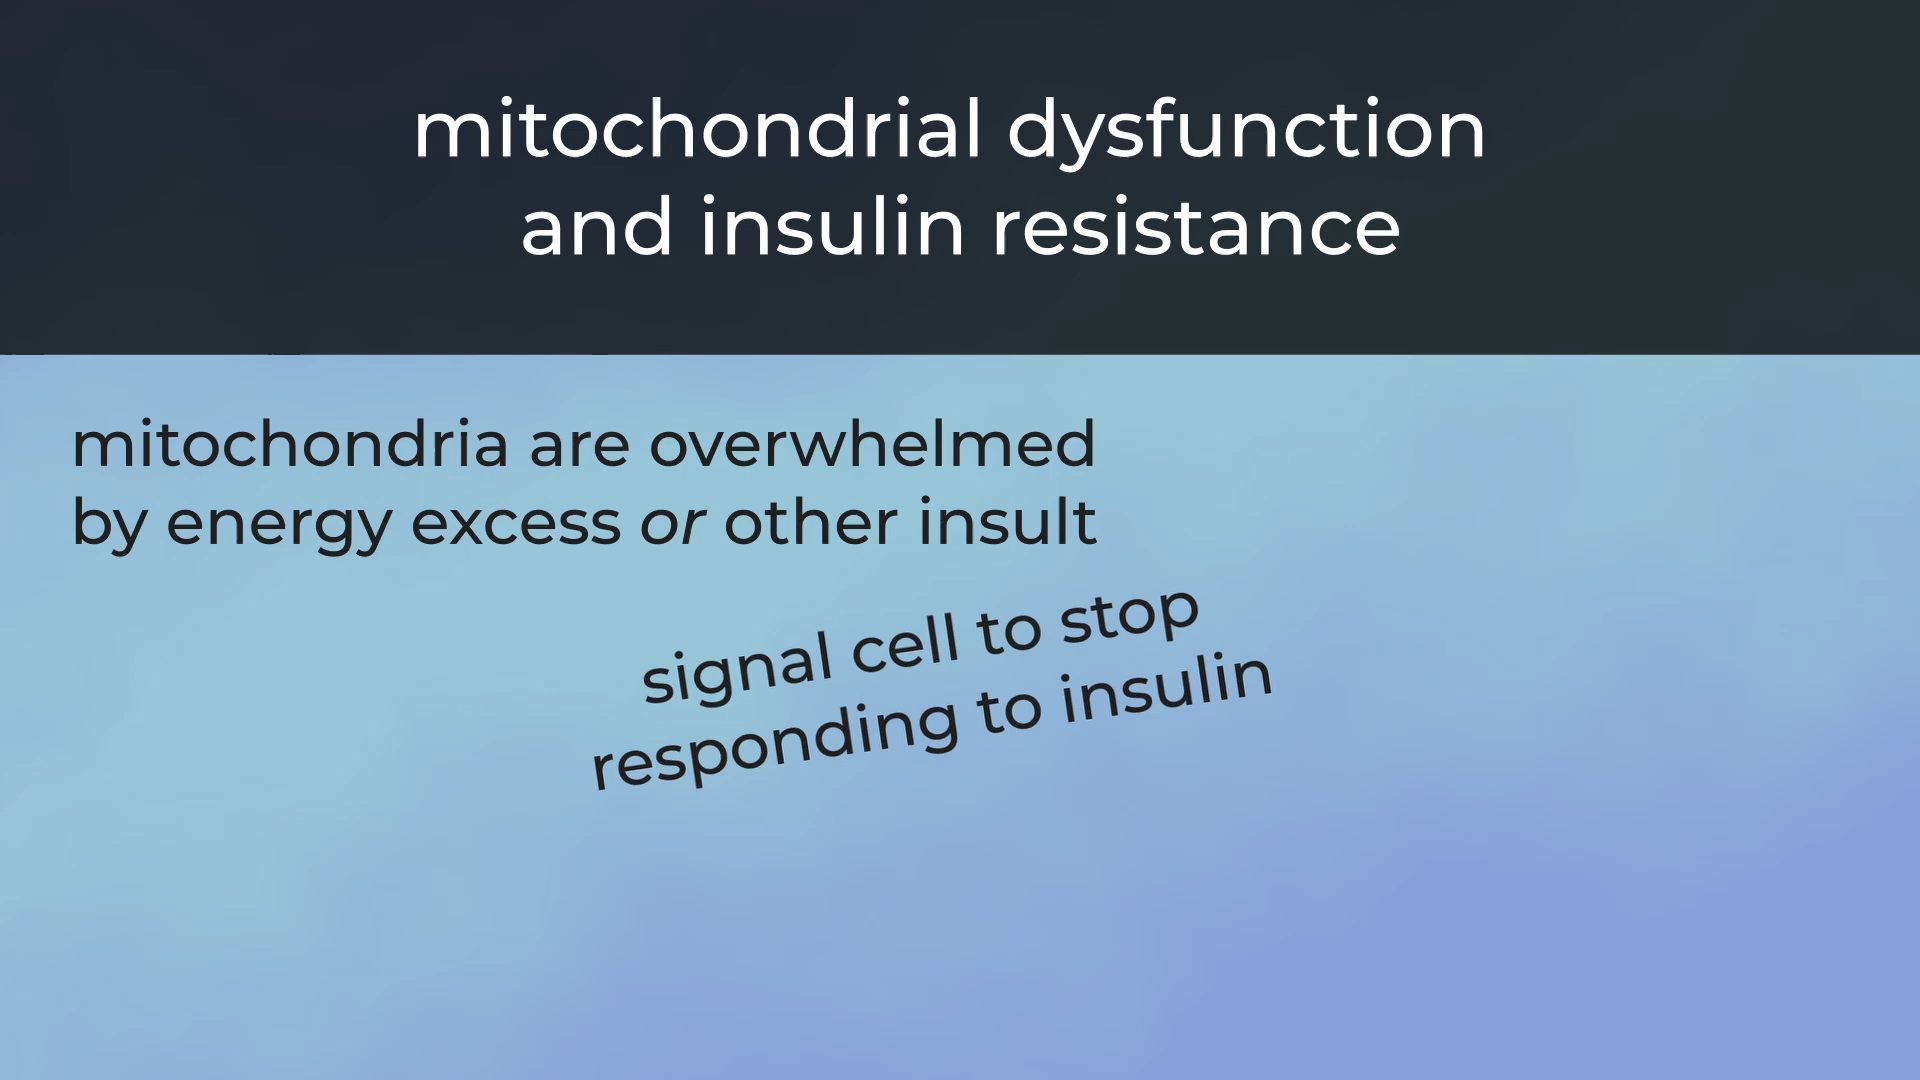 mitochondrial dysfunction
and insulin resistance
mitochondria are overwhelmed
by energy excess or other insult
signal cell to stop
responding to insulin